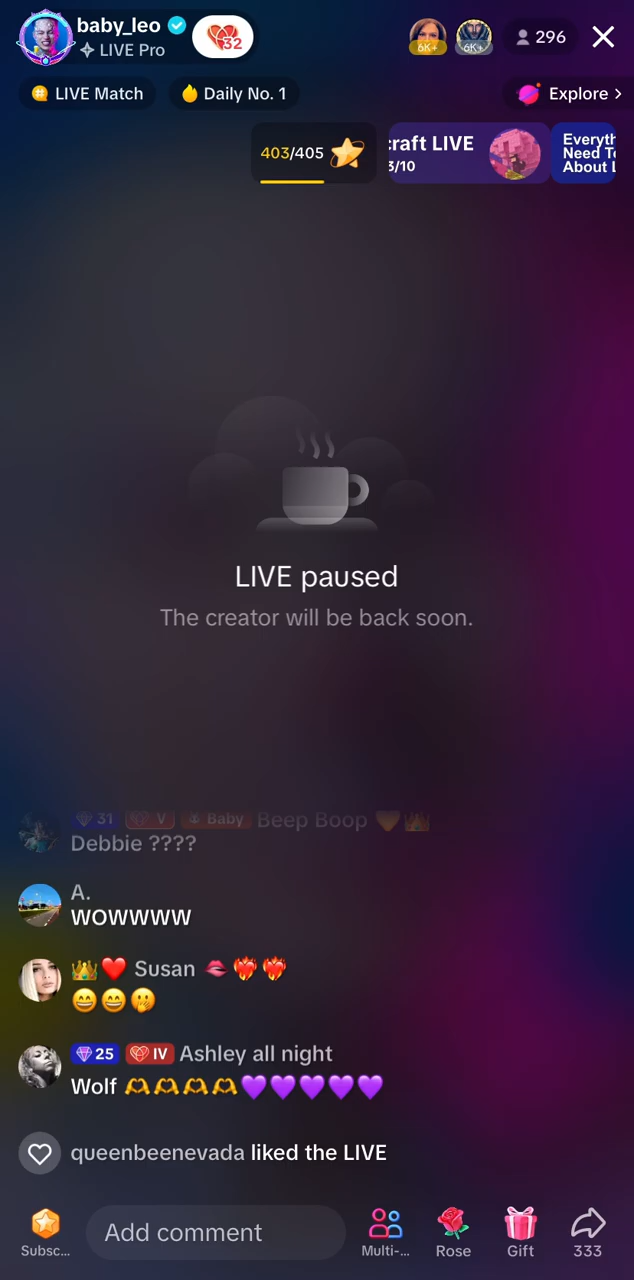 baby_leo
LIVE Pro
32
6K+
6K+
296
LIVE Match
Daily No. 1
Explore >
403/405
craft LIVE
3/10
Everyth
Need To
About L
LIVE paused
The creator will be back soon.
31 V Baby Beep Boop
Debbie ????
A.
WOWWWW
👑❤️ Susan 💋❤️‍🔥❤️‍🔥
😄😄🫢
25 IV Ashley all night
Wolf 🫶🫶🫶🫶💜💜💜💜💜
queenbeenevada liked the LIVE
Add comment
Subsc...
Multi-...
Rose
Gift
333